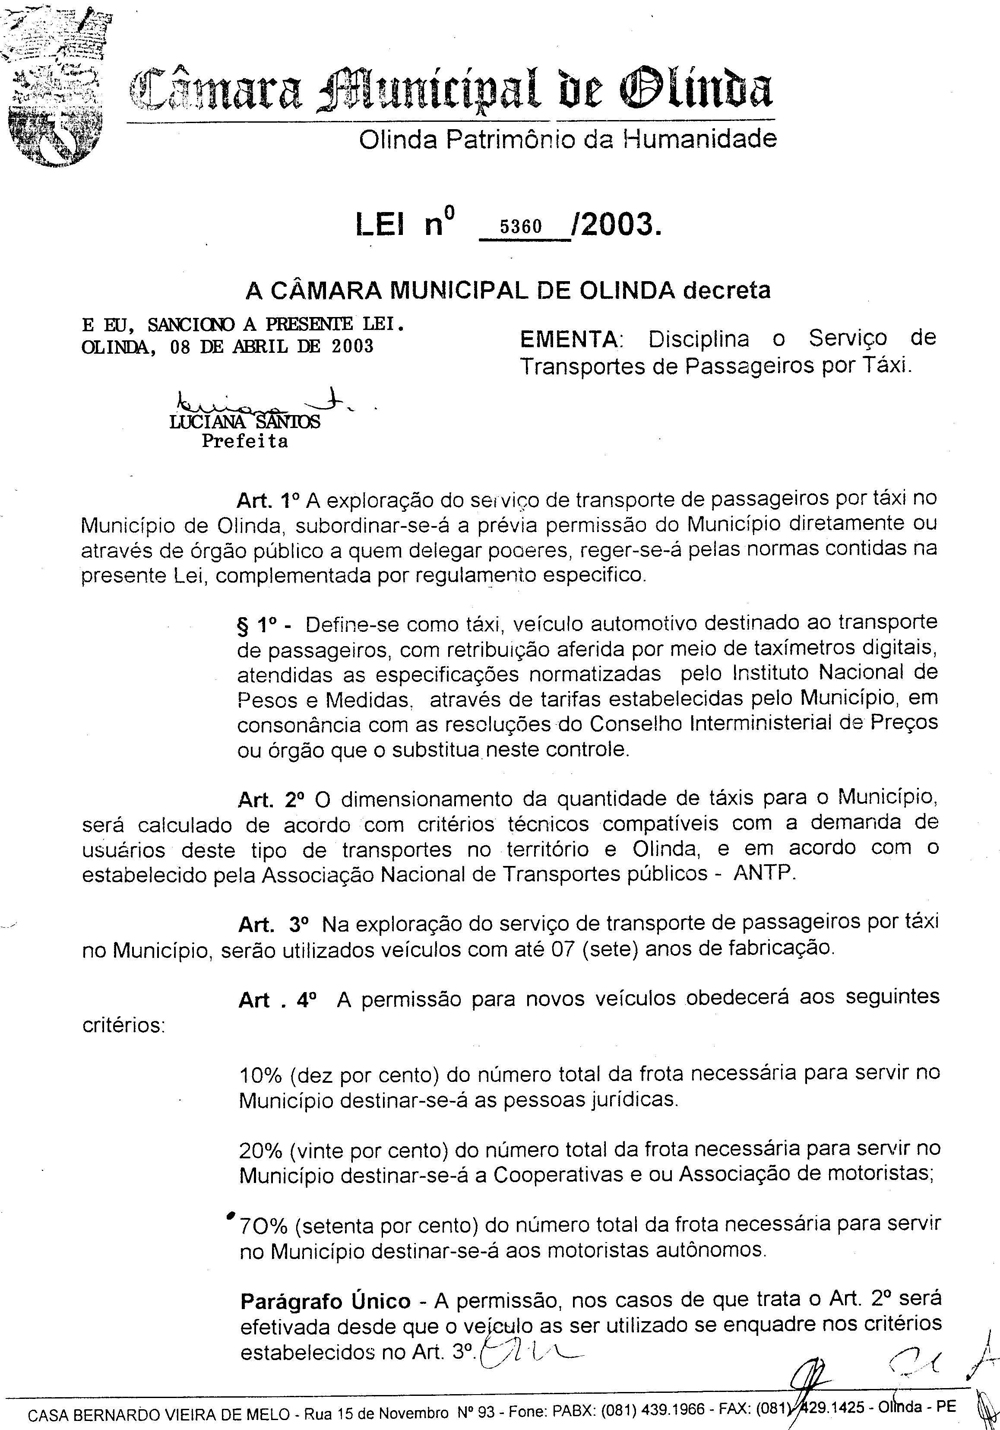 Câmara Municipal de Olinda
Olinda Patrimônio da Humanidade
LEI nº 5360 /2003.
A CÂMARA MUNICIPAL DE OLINDA decreta
E EU, SANCIONO A PRESENTE LEI.
OLINDA, 08 DE ABRIL DE 2003
LUCIANA SANTOS
Prefeita
EMENTA: Disciplina o Serviço de
Transportes de Passageiros por Táxi.
Art. 1º A exploração do serviço de transporte de passageiros por táxi no
Município de Olinda, subordinar-se-á a prévia permissão do Município diretamente ou
através de órgão público a quem delegar poderes, reger-se-á pelas normas contidas na
presente Lei, complementada por regulamento especifico.
§ 1º - Define-se como táxi, veículo automotivo destinado ao transporte
de passageiros, com retribuição aferida por meio de taxímetros digitais,
atendidas as especificações normatizadas pelo Instituto Nacional de
Pesos e Medidas, através de tarifas estabelecidas pelo Município, em
consonância com as resoluções do Conselho Interministerial de Preços
ou órgão que o substitua neste controle.
Art. 2º O dimensionamento da quantidade de táxis para o Município,
será calculado de acordo com critérios técnicos compatíveis com a demanda de
usuários deste tipo de transportes no território e Olinda, e em acordo com o
estabelecido pela Associação Nacional de Transportes públicos - ANTP.
Art. 3º Na exploração do serviço de transporte de passageiros por táxi
no Município, serão utilizados veículos com até 07 (sete) anos de fabricação.
Art . 4º A permissão para novos veículos obedecerá aos seguintes
critérios:
10% (dez por cento) do número total da frota necessária para servir no
Município destinar-se-á as pessoas jurídicas.
20% (vinte por cento) do número total da frota necessária para servir no
Município destinar-se-á a Cooperativas e ou Associação de motoristas;
7O% (setenta por cento) do número total da frota necessária para servir
no Município destinar-se-á aos motoristas autônomos.
Parágrafo Único - A permissão, nos casos de que trata o Art. 2º será
efetivada desde que o veículo as ser utilizado se enquadre nos critérios
estabelecidos no Art. 3º.
CASA BERNARDO VIEIRA DE MELO - Rua 15 de Novembro Nº 93 - Fone: PABX: (081) 439.1966 - FAX: (081) 429.1425 - Olinda - PE